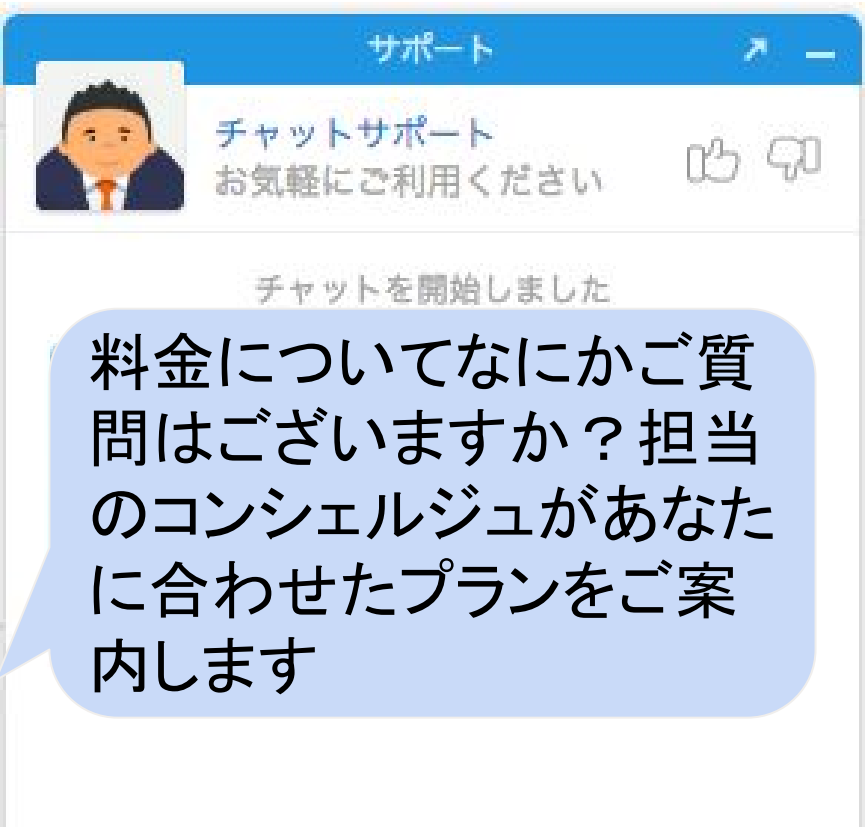 サポート
チャットサポート
お気軽にご利用ください
チャットを開始しました
料金についてなにかご質
問はございますか？担当
のコンシェルジュがあなた
に合わせたプランをご案
内します